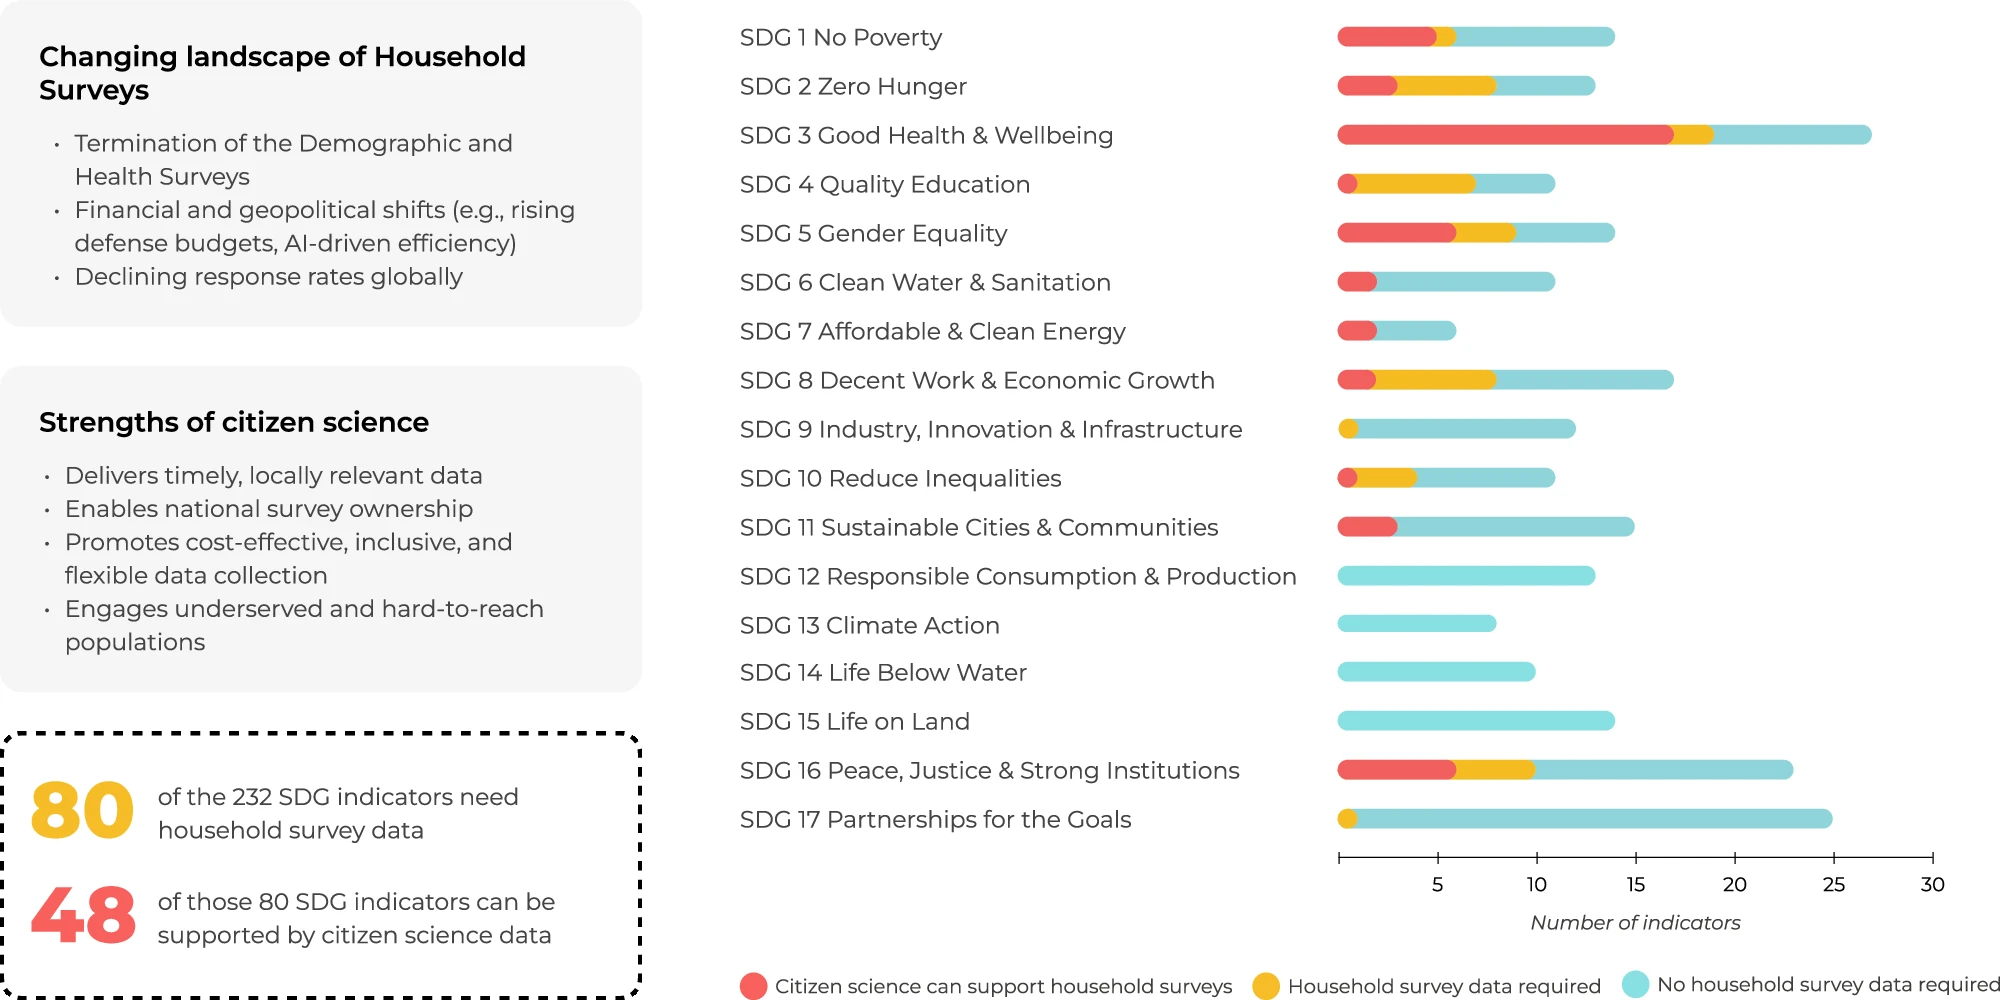 Changing landscape of Household
Surveys
• Termination of the Demographic and
Health Surveys
• Financial and geopolitical shifts (e.g., rising
defense budgets, AI-driven efficiency)
• Declining response rates globally
Strengths of citizen science
• Delivers timely, locally relevant data
• Enables national survey ownership
• Promotes cost-effective, inclusive, and
flexible data collection
• Engages underserved and hard-to-reach
populations
80
of the 232 SDG indicators need
household survey data
48
of those 80 SDG indicators can be
supported by citizen science data
SDG 1 No Poverty
SDG 2 Zero Hunger
SDG 3 Good Health & Wellbeing
SDG 4 Quality Education
SDG 5 Gender Equality
SDG 6 Clean Water & Sanitation
SDG 7 Affordable & Clean Energy
SDG 8 Decent Work & Economic Growth
SDG 9 Industry, Innovation & Infrastructure
SDG 10 Reduce Inequalities
SDG 11 Sustainable Cities & Communities
SDG 12 Responsible Consumption & Production
SDG 13 Climate Action
SDG 14 Life Below Water
SDG 15 Life on Land
SDG 16 Peace, Justice & Strong Institutions
SDG 17 Partnerships for the Goals
5 10 15 20 25 30
Number of indicators
Citizen science can support household surveys
Household survey data required
No household survey data required